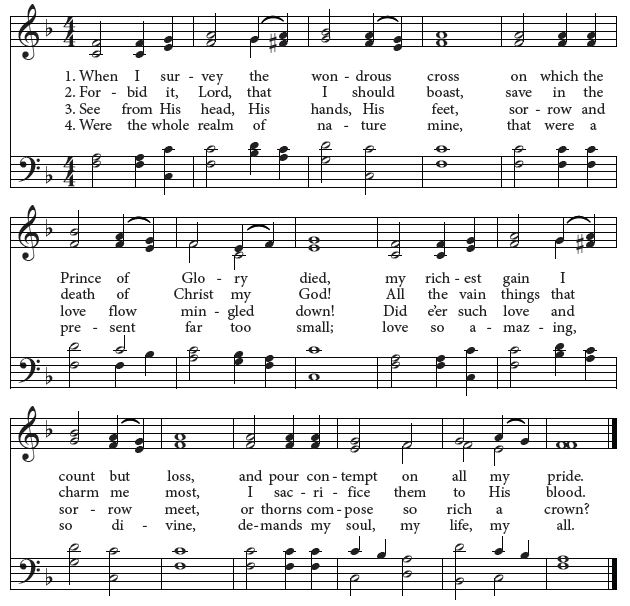 4 4
1. When I sur - vey the won - drous cross on which the
2. For - bid it, Lord, that I should boast, save in the
3. See from His head, His hands, His feet, sor - row and
4. Were the whole realm of na - ture mine, that were a
4 4
Prince of Glo - ry died, my rich - est gain I
death of Christ my God! All the vain things that
love flow min - gled down! Did e'er such love and
pre - sent far too small; love so a - maz - ing,
count but loss, and pour con - tempt on all my pride.
charm me most, I sac - ri - fice them to His blood.
sor - row meet, or thorns com - pose so rich a crown?
so di - vine, de - mands my soul, my life, my all.